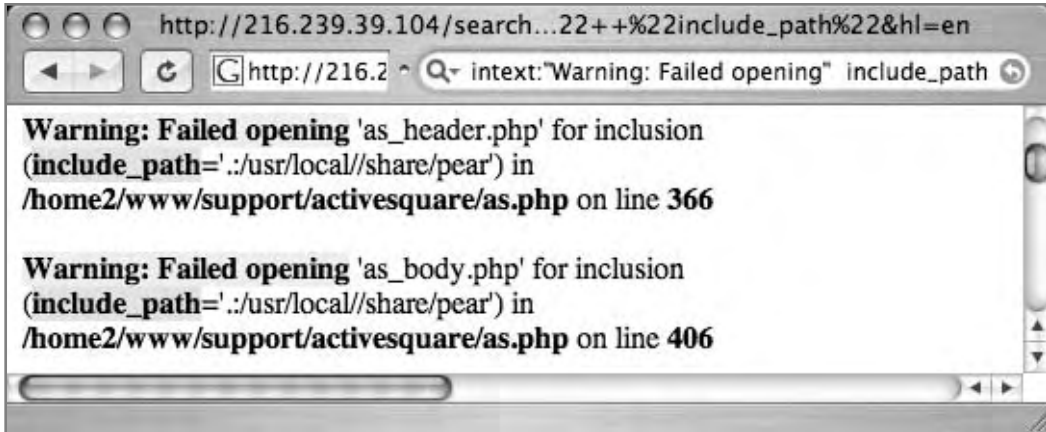 http://216.239.39.104/search...22++%22include_path%22&hl=en
http://216.2 intext:"Warning: Failed opening" include_path
Warning: Failed opening 'as_header.php' for inclusion
(include_path='.:/usr/local//share/pear') in
/home2/www/support/activesquare/as.php on line 366
Warning: Failed opening 'as_body.php' for inclusion
(include_path='.:/usr/local//share/pear') in
/home2/www/support/activesquare/as.php on line 406